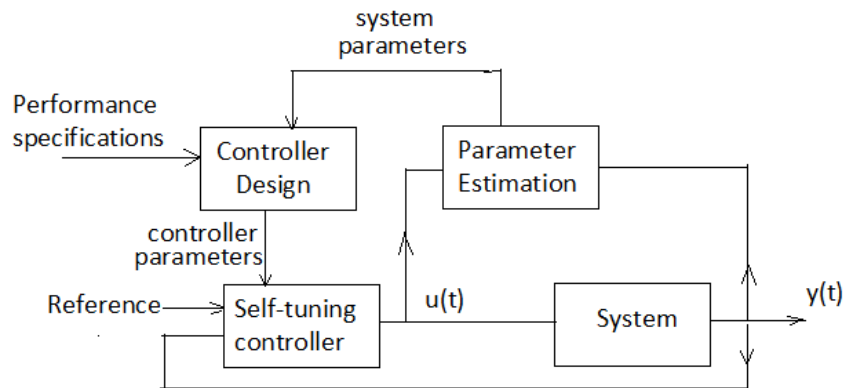 system
parameters
Performance
specifications
Controller
Design
Parameter
Estimation
controller
parameters
Reference
Self-tuning
controller
u(t)
System
y(t)